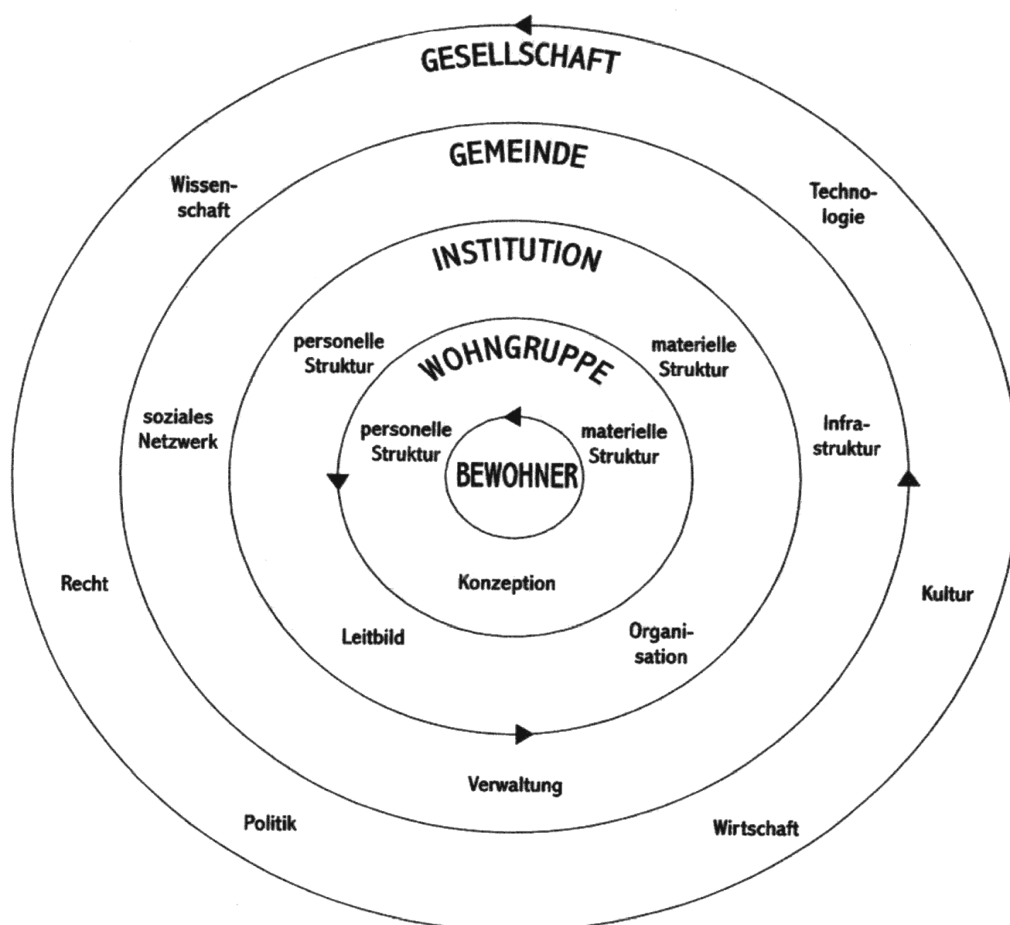 GESELLSCHAFT
GEMEINDE
Wissen-
schaft
Techno-
logie
INSTITUTION
personelle
Struktur
materielle
Struktur
WOHNGRUPPE
soziales
Netzwerk
Infra-
struktur
personelle
Struktur
materielle
Struktur
BEWOHNER
Recht
Konzeption
Kultur
Leitbild
Organi-
sation
Verwaltung
Politik
Wirtschaft